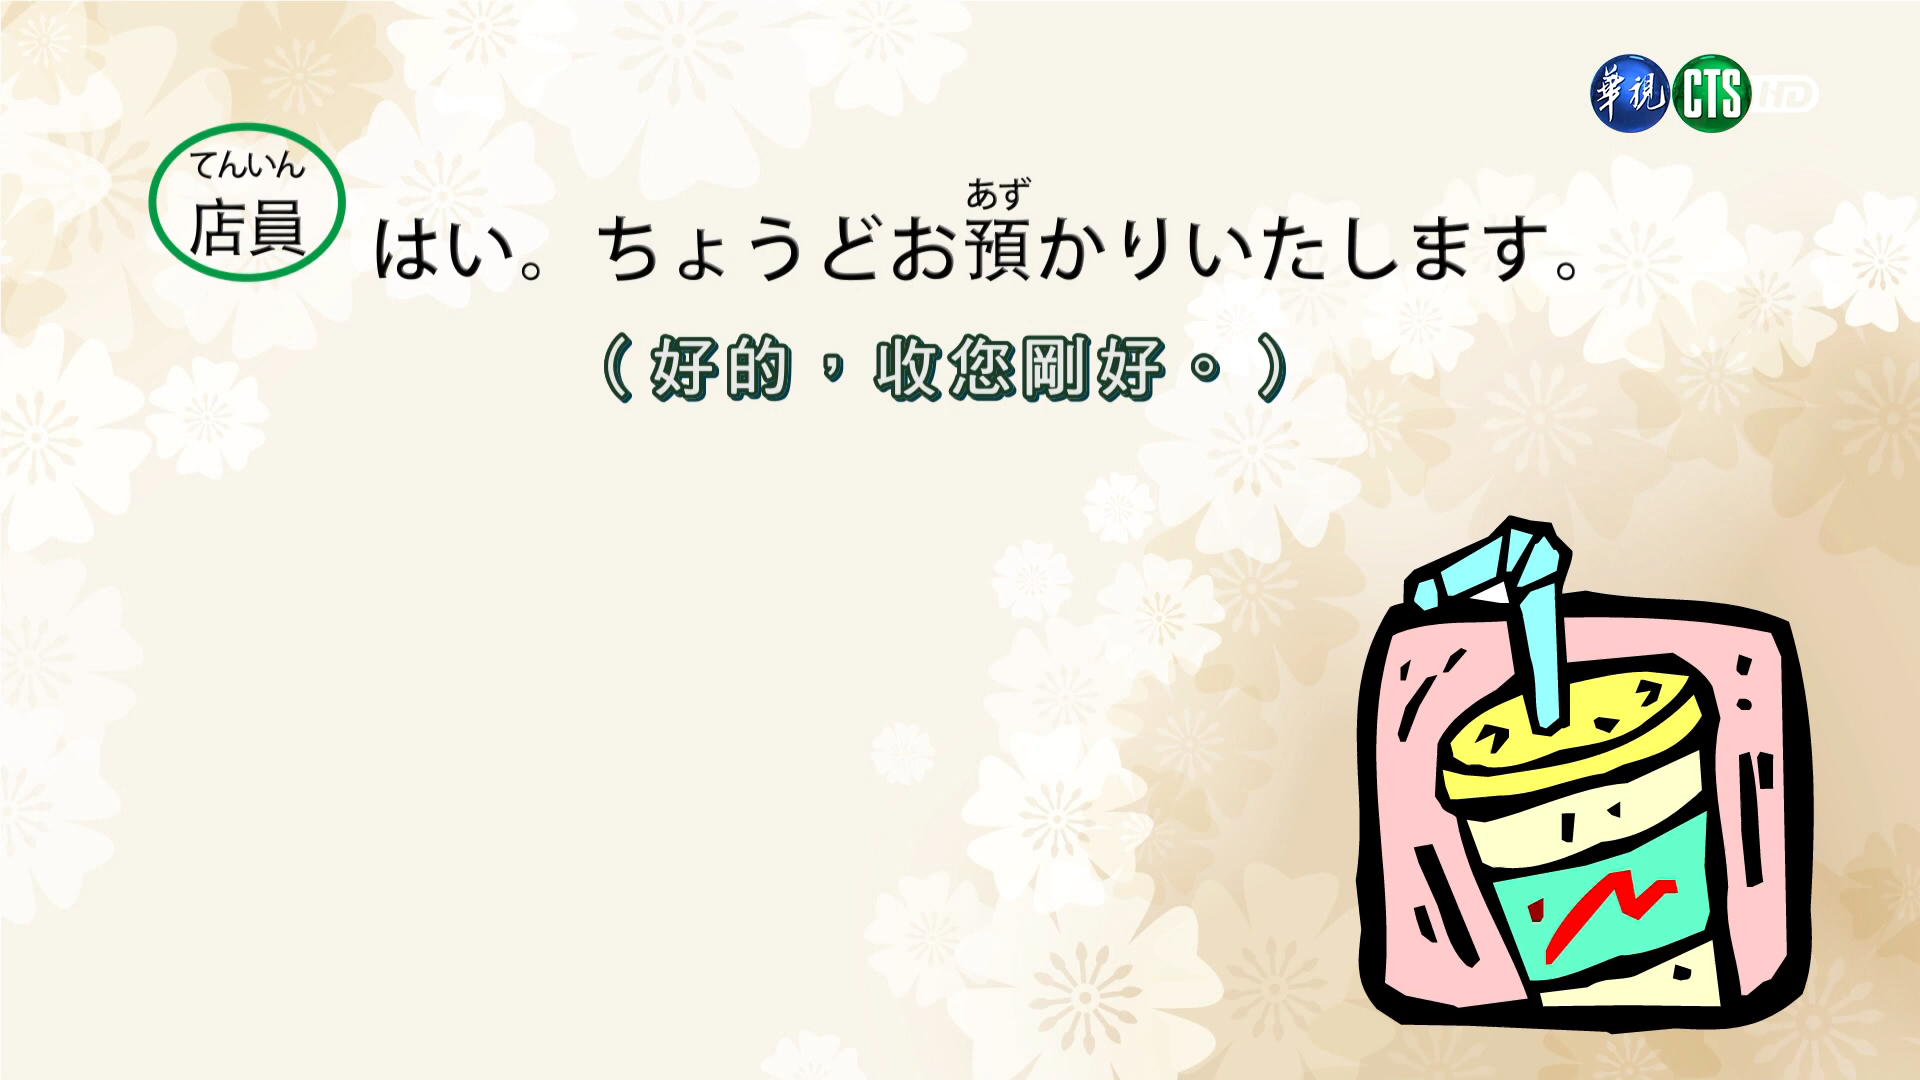 華視 CTS HD
てんいん
店員
あず
はい。ちょうどお預かりいたします。
（好的，收您剛好。）